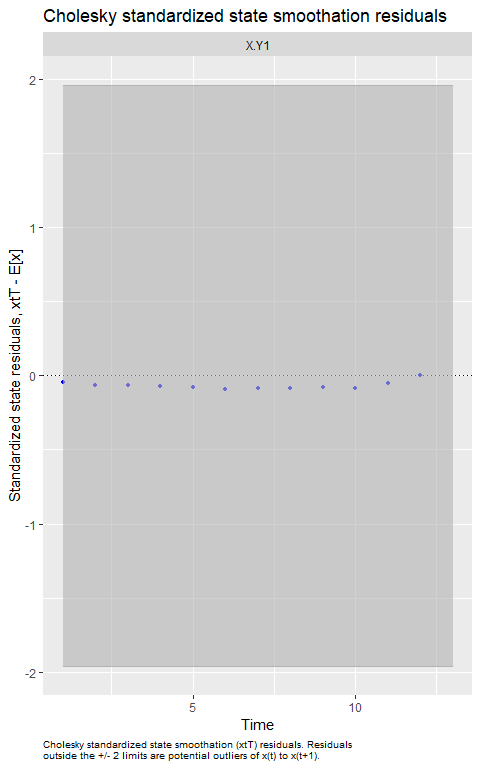 Cholesky standardized state smoothation residuals
X.Y1
Standardized state residuals, xtT - E[x]
2
1
0
-1
-2
5
10
Time
Cholesky standardized state smoothation (xtT) residuals. Residuals
outside the +/- 2 limits are potential outliers of x(t) to x(t+1).